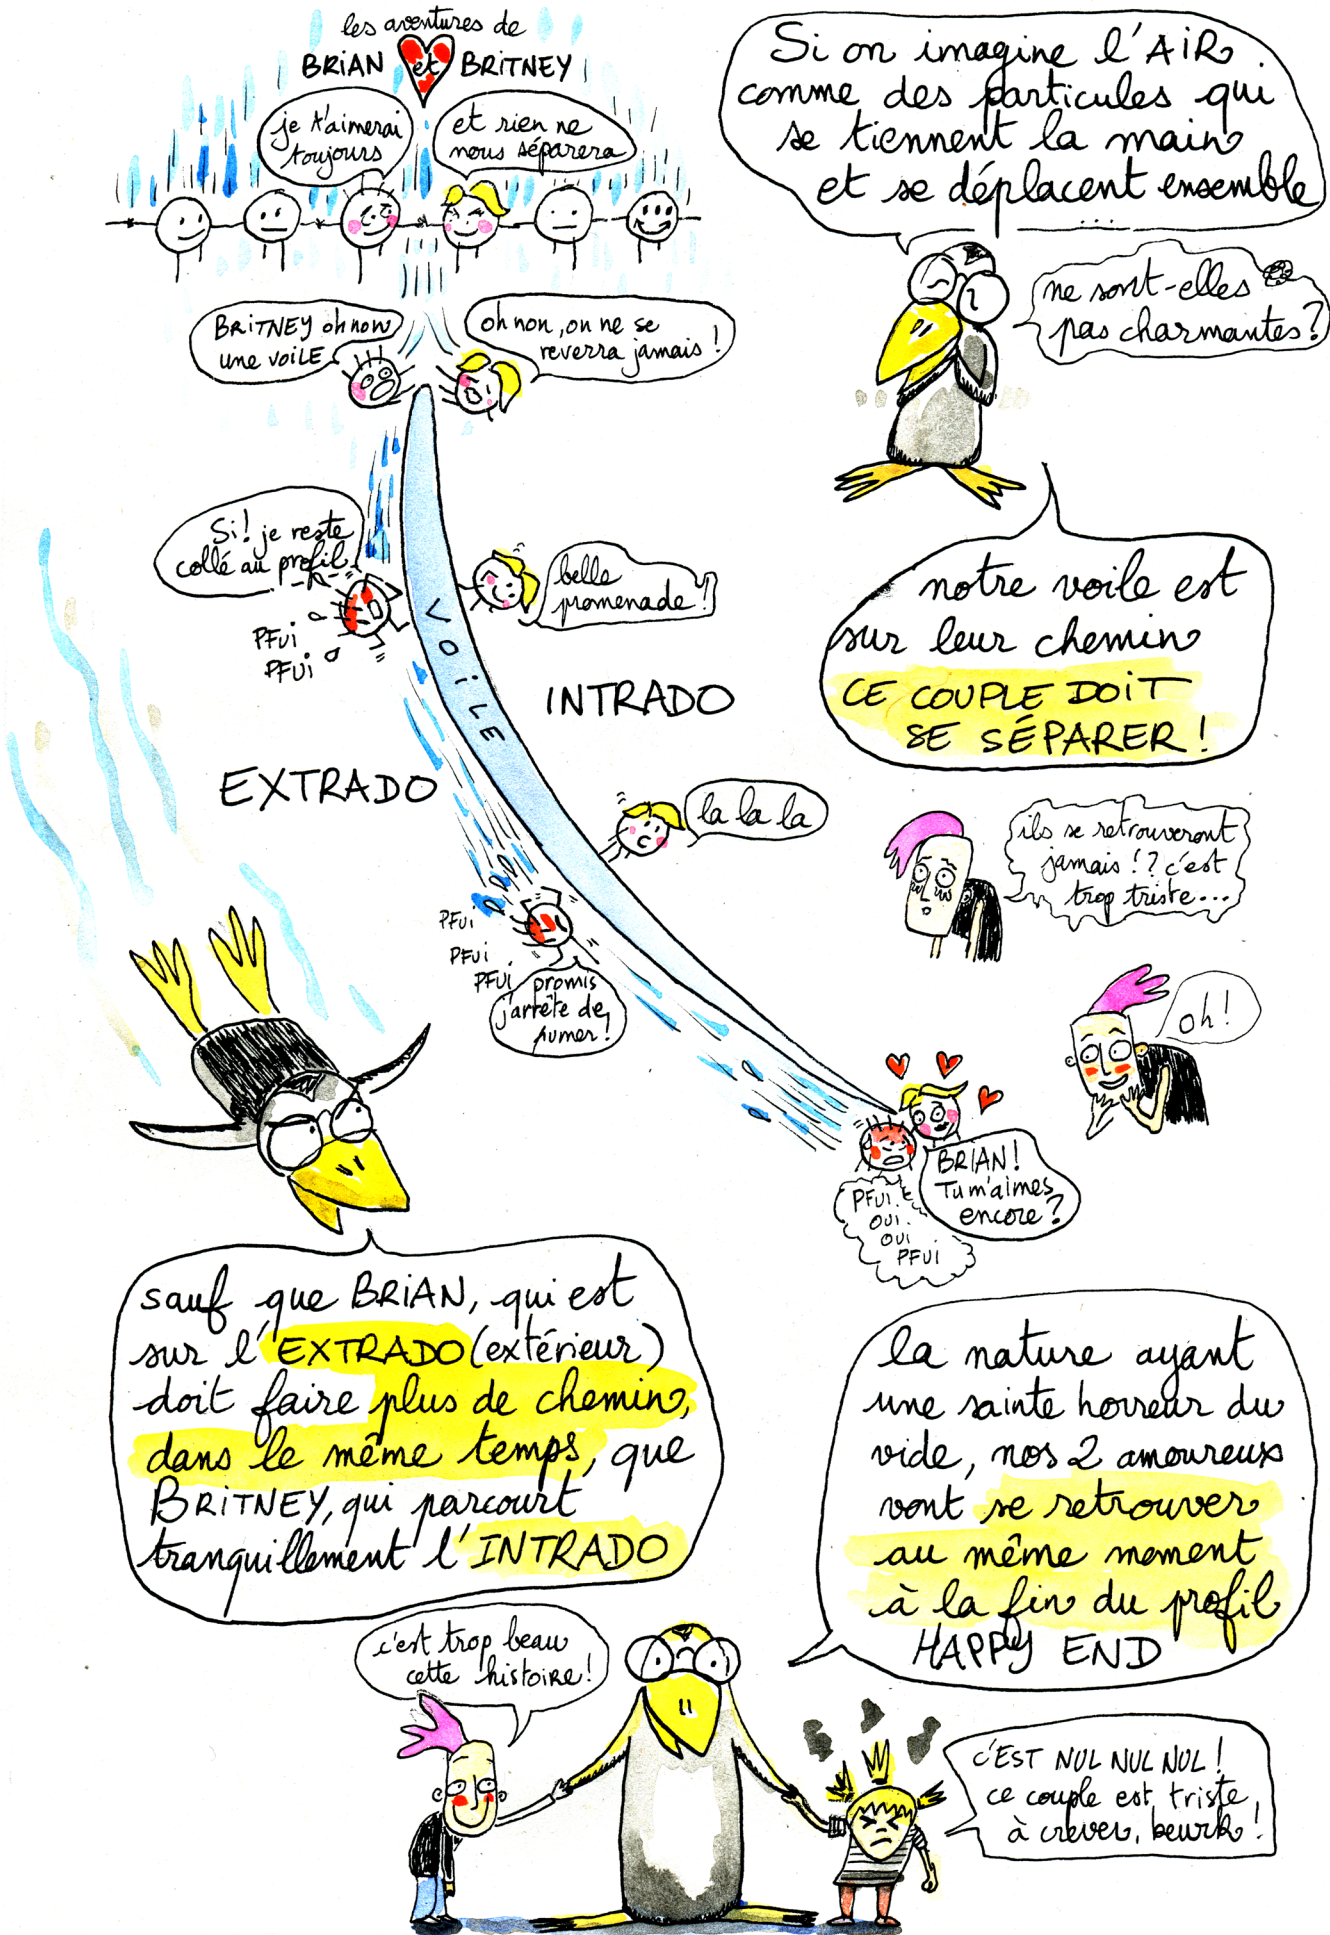 les aventures de
BRIAN et BRITNEY
je t'aimerai
toujours
et rien ne
nous séparera
Si on imagine l'AIR
comme des particules qui
se tiennent la main
et se déplacent ensemble
...
ne sont-elles
pas charmantes?
BRITNEY oh non
une VOILE
oh non, on ne se
reverra jamais!
Si! je reste
collé au profil
PFUI
PFUI
belle
promenade!
VOILE
INTRADO
EXTRADO
notre voile est
sur leur chemin
CE COUPLE DOIT
SE SÉPARER!
la la la
ils se retrouveront
jamais!? c'est
trop triste...
PFUI
PFUI
PFUI
promis
j'arrête de
fumer!
oh!
BRIAN!
Tu m'aimes
encore?
PFUI
OUI.
OUI
PFUI
sauf que BRIAN, qui est
sur l'EXTRADO (extérieur)
doit faire plus de chemin,
dans le même temps, que
BRITNEY, qui parcourt
tranquillement l'INTRADO
la nature ayant
une sainte horreur du
vide, nos 2 amoureux
vont se retrouver
au même moment
à la fin du profil
HAPPY END
c'est trop beau
cette histoire!
C'EST NUL NUL NUL!
ce couple est triste
à crever, beurk!